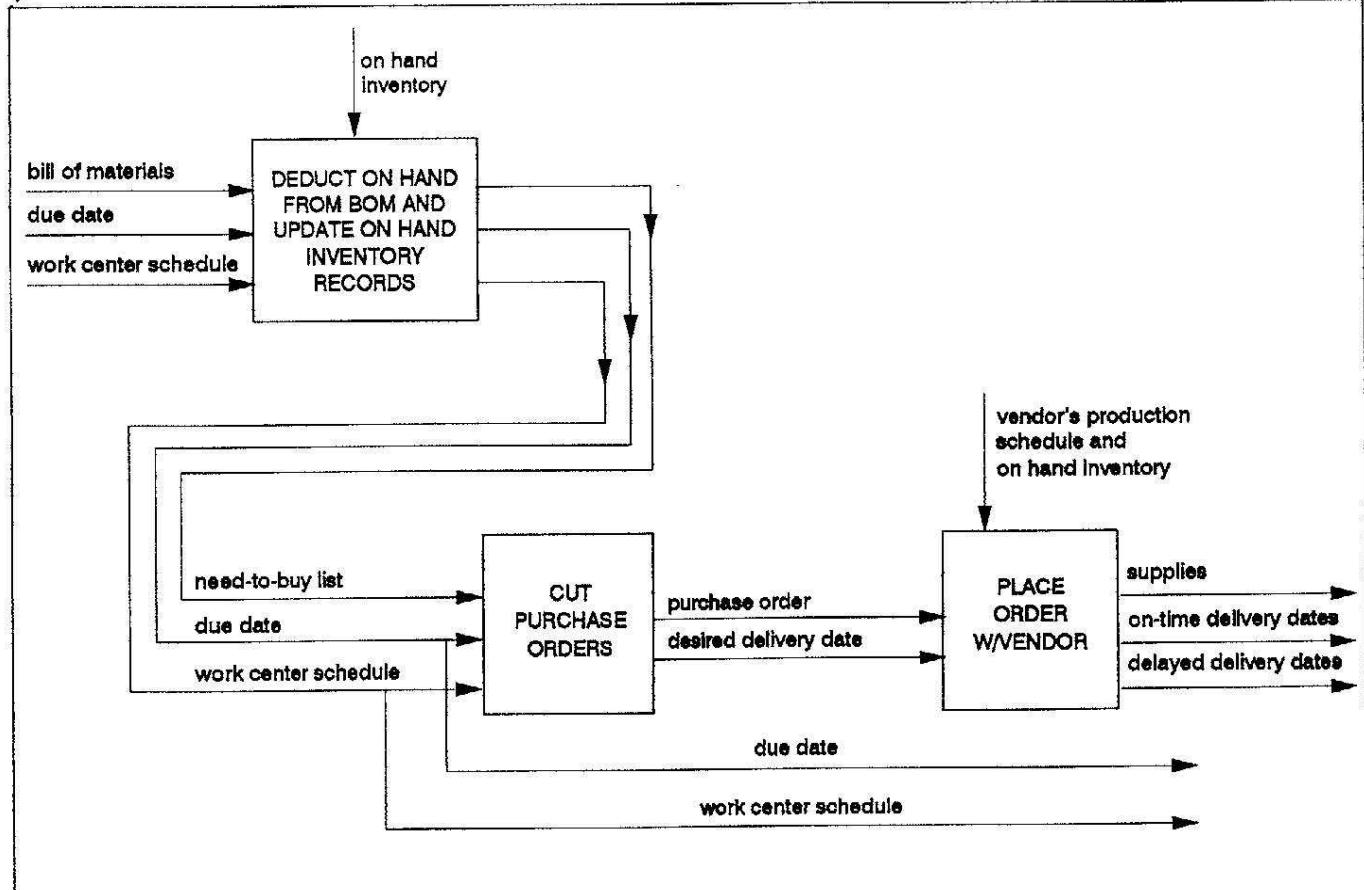 on hand
inventory
bill of materials
due date
work center schedule
DEDUCT ON HAND
FROM BOM AND
UPDATE ON HAND
INVENTORY
RECORDS
vendor's production
schedule and
on hand inventory
need-to-buy list
due date
work center schedule
CUT
PURCHASE
ORDERS
purchase order
desired delivery date
PLACE
ORDER
W/VENDOR
supplies
on-time delivery dates
delayed delivery dates
due date
work center schedule